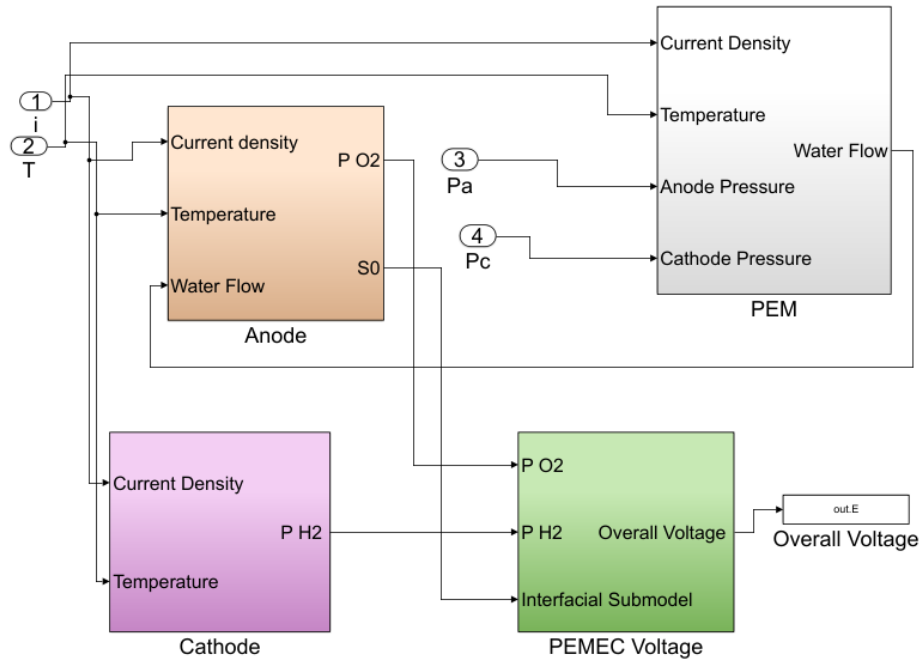 1
i
2
T
Current density
Temperature
Water Flow
P O2
S0
Anode
3
Pa
4
Pc
Current Density
Temperature
Anode Pressure
Cathode Pressure
Water Flow
PEM
Current Density
Temperature
P H2
Cathode
P O2
P H2
Interfacial Submodel
Overall Voltage
PEMEC Voltage
out.E
Overall Voltage